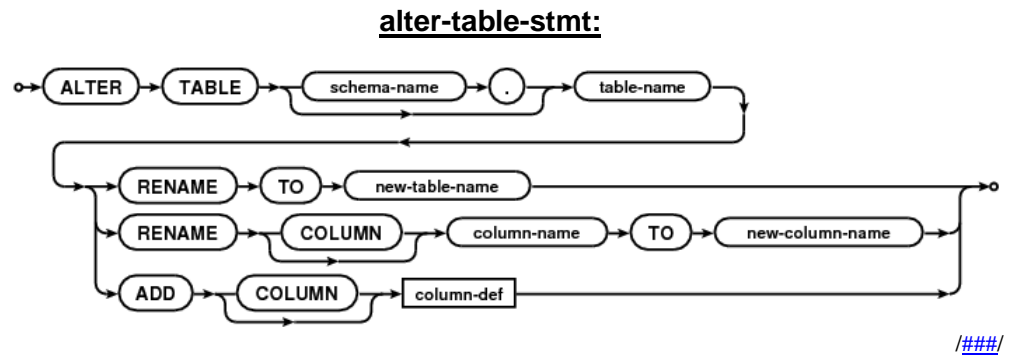 alter-table-stmt:
ALTER TABLE schema-name . table-name
RENAME TO new-table-name
RENAME COLUMN column-name TO new-column-name
ADD COLUMN column-def
/###/